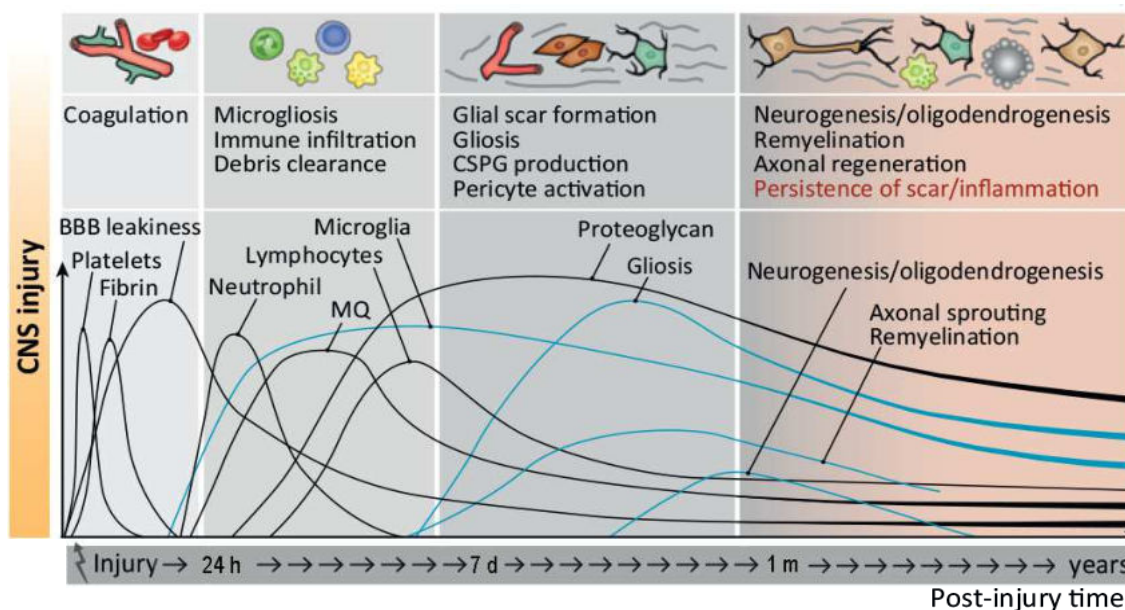 CNS injury
Coagulation
Microgliosis
Immune infiltration
Debris clearance
Glial scar formation
Gliosis
CSPG production
Pericyte activation
Neurogenesis/oligodendrogenesis
Remyelination
Axonal regeneration
Persistence of scar/inflammation
BBB leakiness
Platelets
Fibrin
Neutrophil
Microglia
Lymphocytes
MQ
Proteoglycan
Gliosis
Neurogenesis/oligodendrogenesis
Axonal sprouting
Remyelination
Injury → 24 h → → → → → → → → 7 d → → → → → → → → → → 1 m → → → → → → → → → → years
Post-injury time